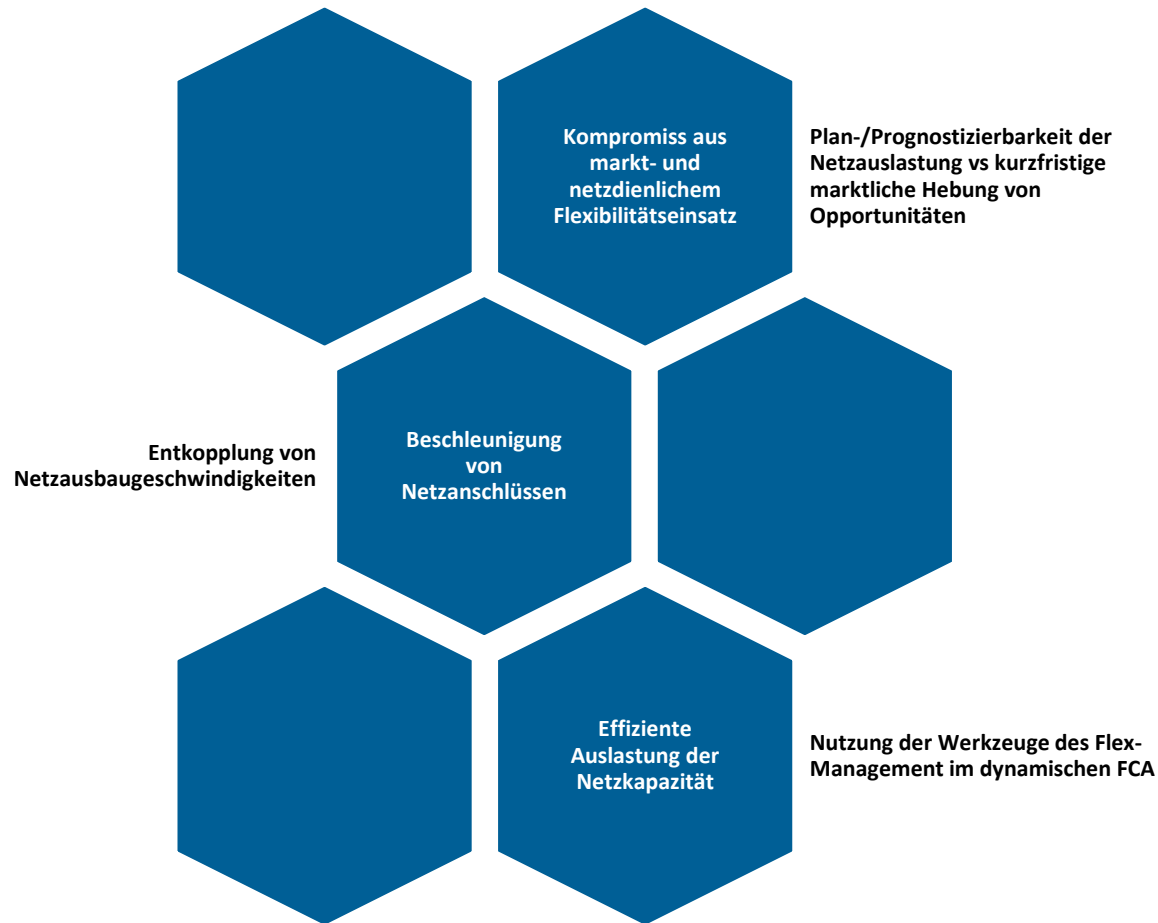 Kompromiss aus
markt- und
netzdienlichem
Flexibilitätseinsatz
Plan-/Prognostizierbarkeit der
Netzauslastung vs kurzfristige
marktliche Hebung von
Opportunitäten
Entkopplung von
Netzausbaugeschwindigkeiten
Beschleunigung
von
Netzanschlüssen
Effiziente
Auslastung der
Netzkapazität
Nutzung der Werkzeuge des Flex-
Management im dynamischen FCA